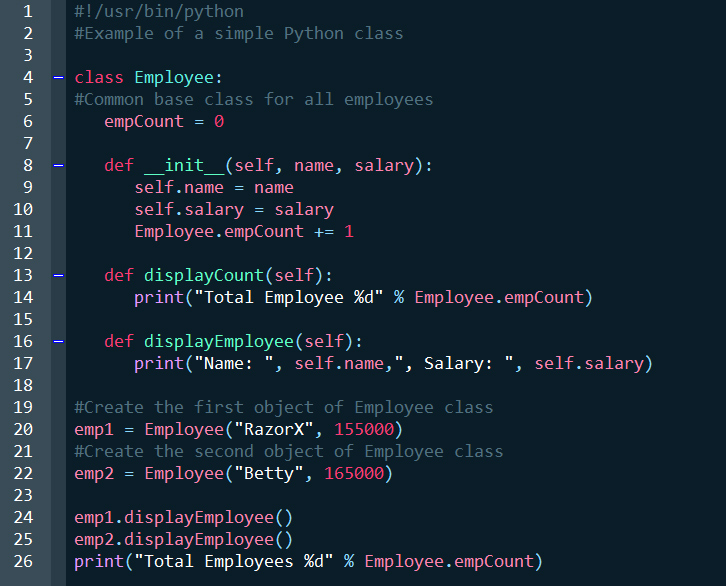 1 #!/usr/bin/python
2 #Example of a simple Python class
3
4 class Employee:
5 #Common base class for all employees
6    empCount = 0
7
8    def __init__(self, name, salary):
9       self.name = name
10       self.salary = salary
11       Employee.empCount += 1
12
13    def displayCount(self):
14       print("Total Employee %d" % Employee.empCount)
15
16    def displayEmployee(self):
17       print("Name: ", self.name,", Salary: ", self.salary)
18
19 #Create the first object of Employee class
20 emp1 = Employee("RazorX", 155000)
21 #Create the second object of Employee class
22 emp2 = Employee("Betty", 165000)
23
24 emp1.displayEmployee()
25 emp2.displayEmployee()
26 print("Total Employees %d" % Employee.empCount)